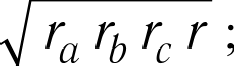 √(r_a r_b r_c r) ;